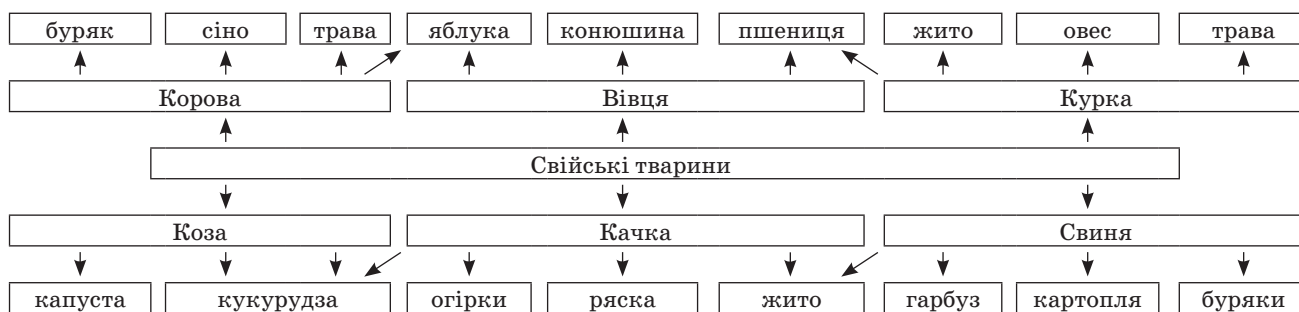 буряк сіно трава яблука конюшина пшениця жито овес трава
Корова Вівця Курка
Свійські тварини
Коза Качка Свиня
капуста кукурудза огірки ряска жито гарбуз картопля буряки